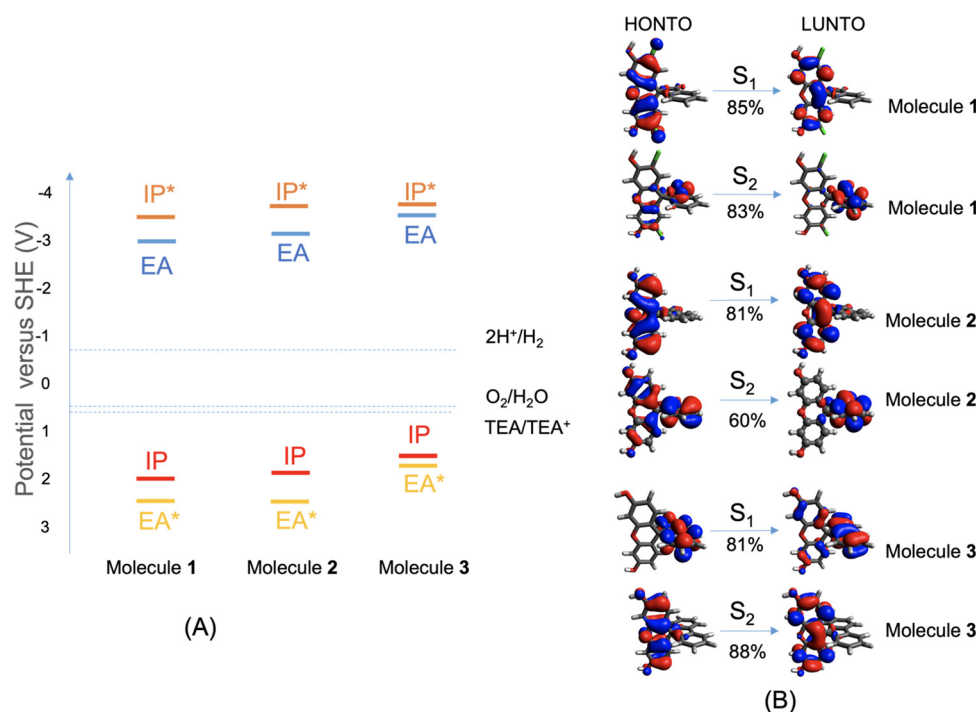 Potential versus SHE (V)
-4
-3
-2
-1
0
1
2
3
IP*
EA
IP
EA*
IP*
EA
IP
EA*
IP*
EA
IP
EA*
2H⁺/H₂
O₂/H₂O
TEA/TEA⁺
Molecule 1
Molecule 2
Molecule 3
(A)
HONTO LUNTO
S₁
85%
Molecule 1
S₂
83%
Molecule 1
S₁
81%
Molecule 2
S₂
60%
Molecule 2
S₁
81%
Molecule 3
S₂
88%
Molecule 3
(B)